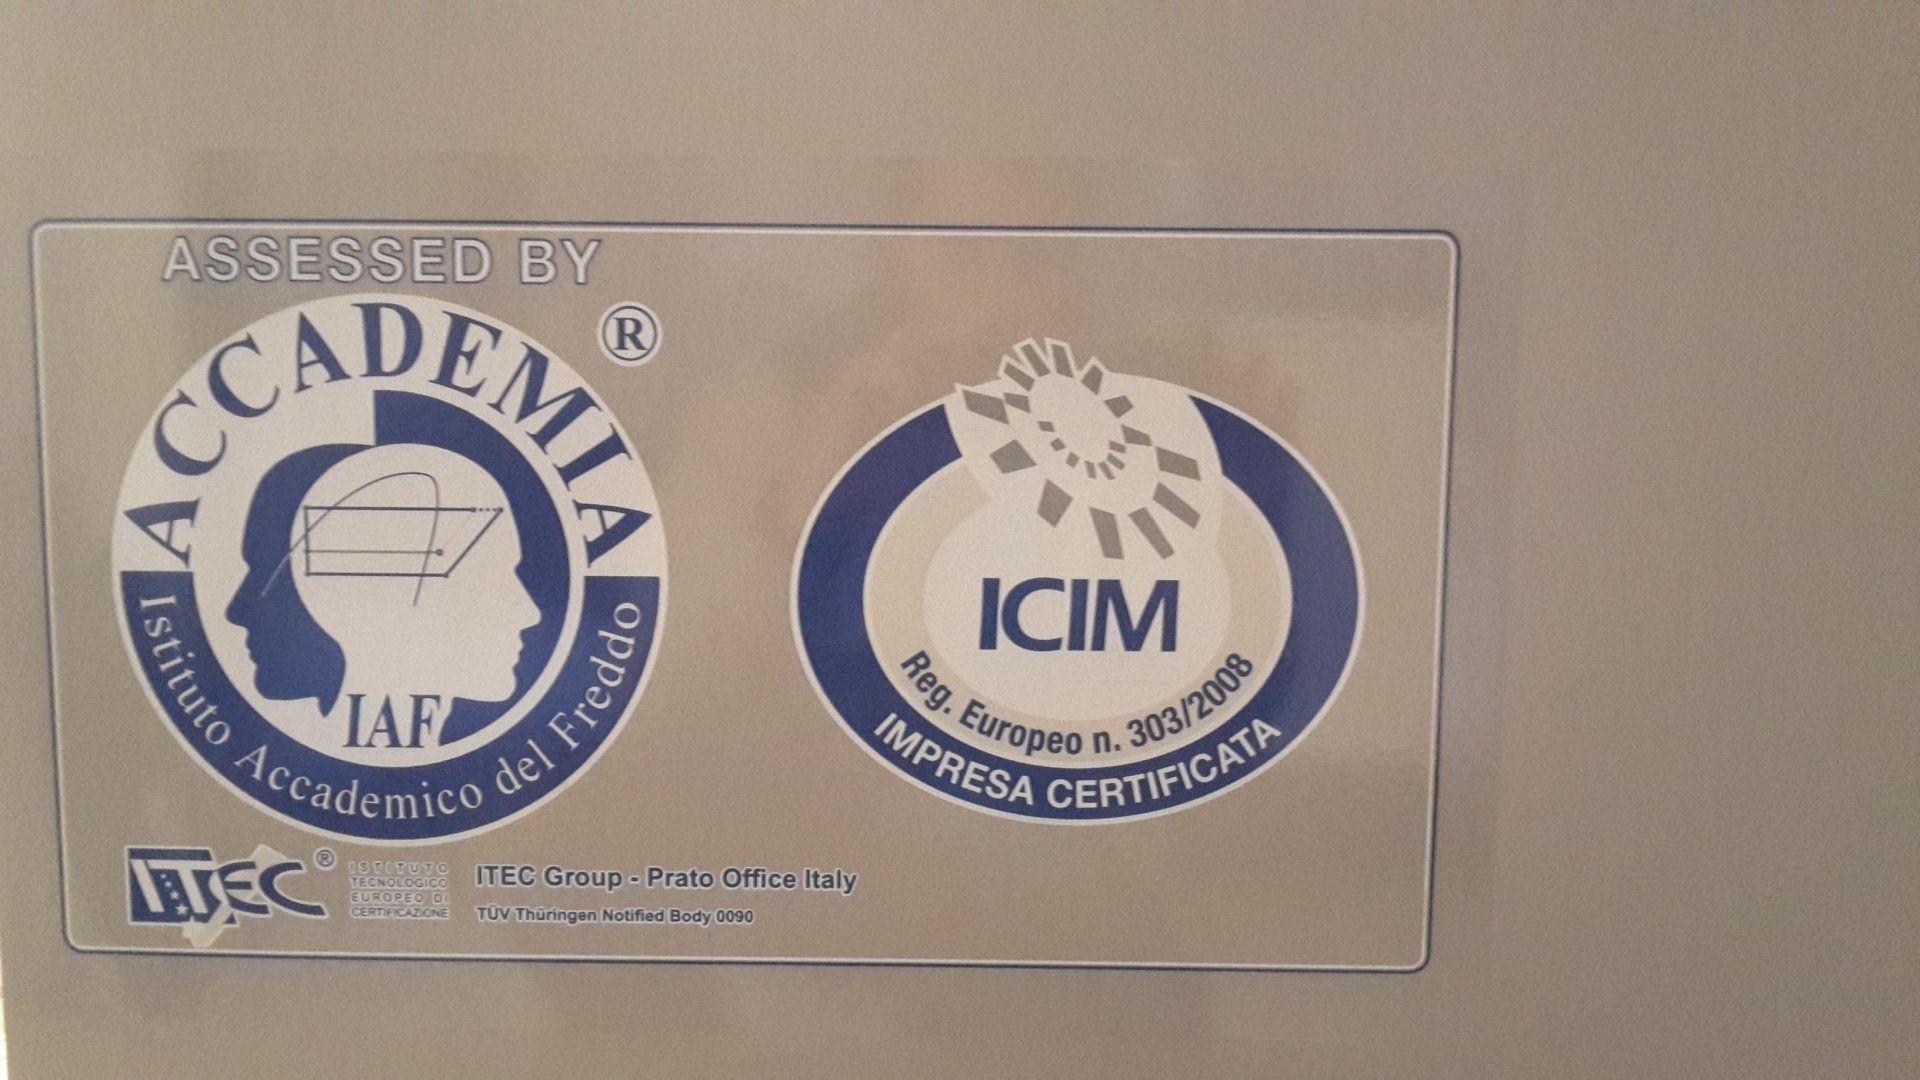 ASSESSED BY
ACCADEMIA
®
IAF
Istituto Accademico del Freddo
ICIM
Reg. Europeo n. 303/2008
IMPRESA CERTIFICATA
ITEC ®
ISTITUTO
TECNOLOGICO
EUROPEO DI
CERTIFICAZIONE
ITEC Group - Prato Office Italy
TÜV Thüringen Notified Body 0090